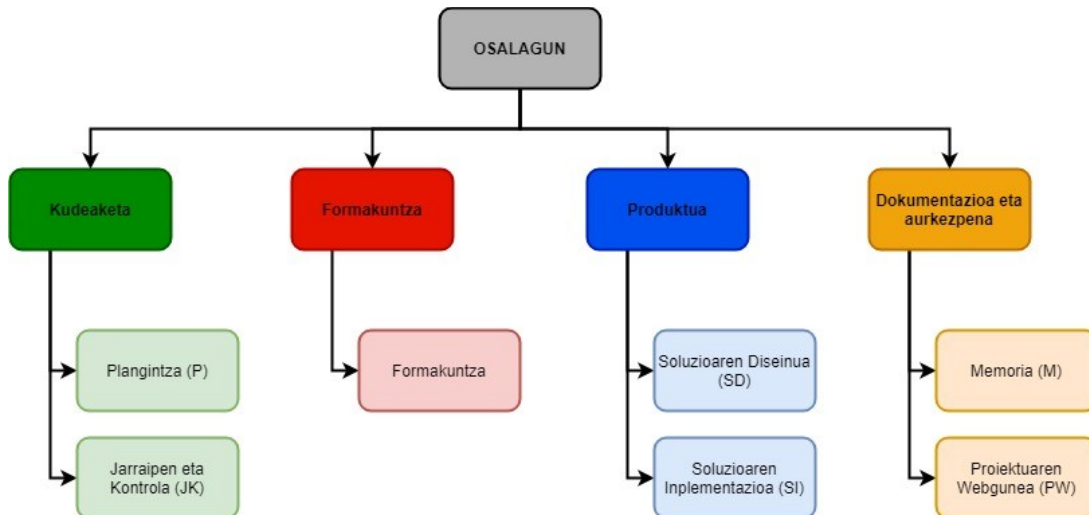 OSALAGUN
Kudeaketa
Formakuntza
Produktua
Dokumentazioa eta
aurkezpena
Plangintza (P)
Formakuntza
Soluzioaren Diseinua
(SD)
Memoria (M)
Jarraipen eta
Kontrola (JK)
Soluzioaren
Inplementazioa (SI)
Proiektuaren
Webgunea (PW)